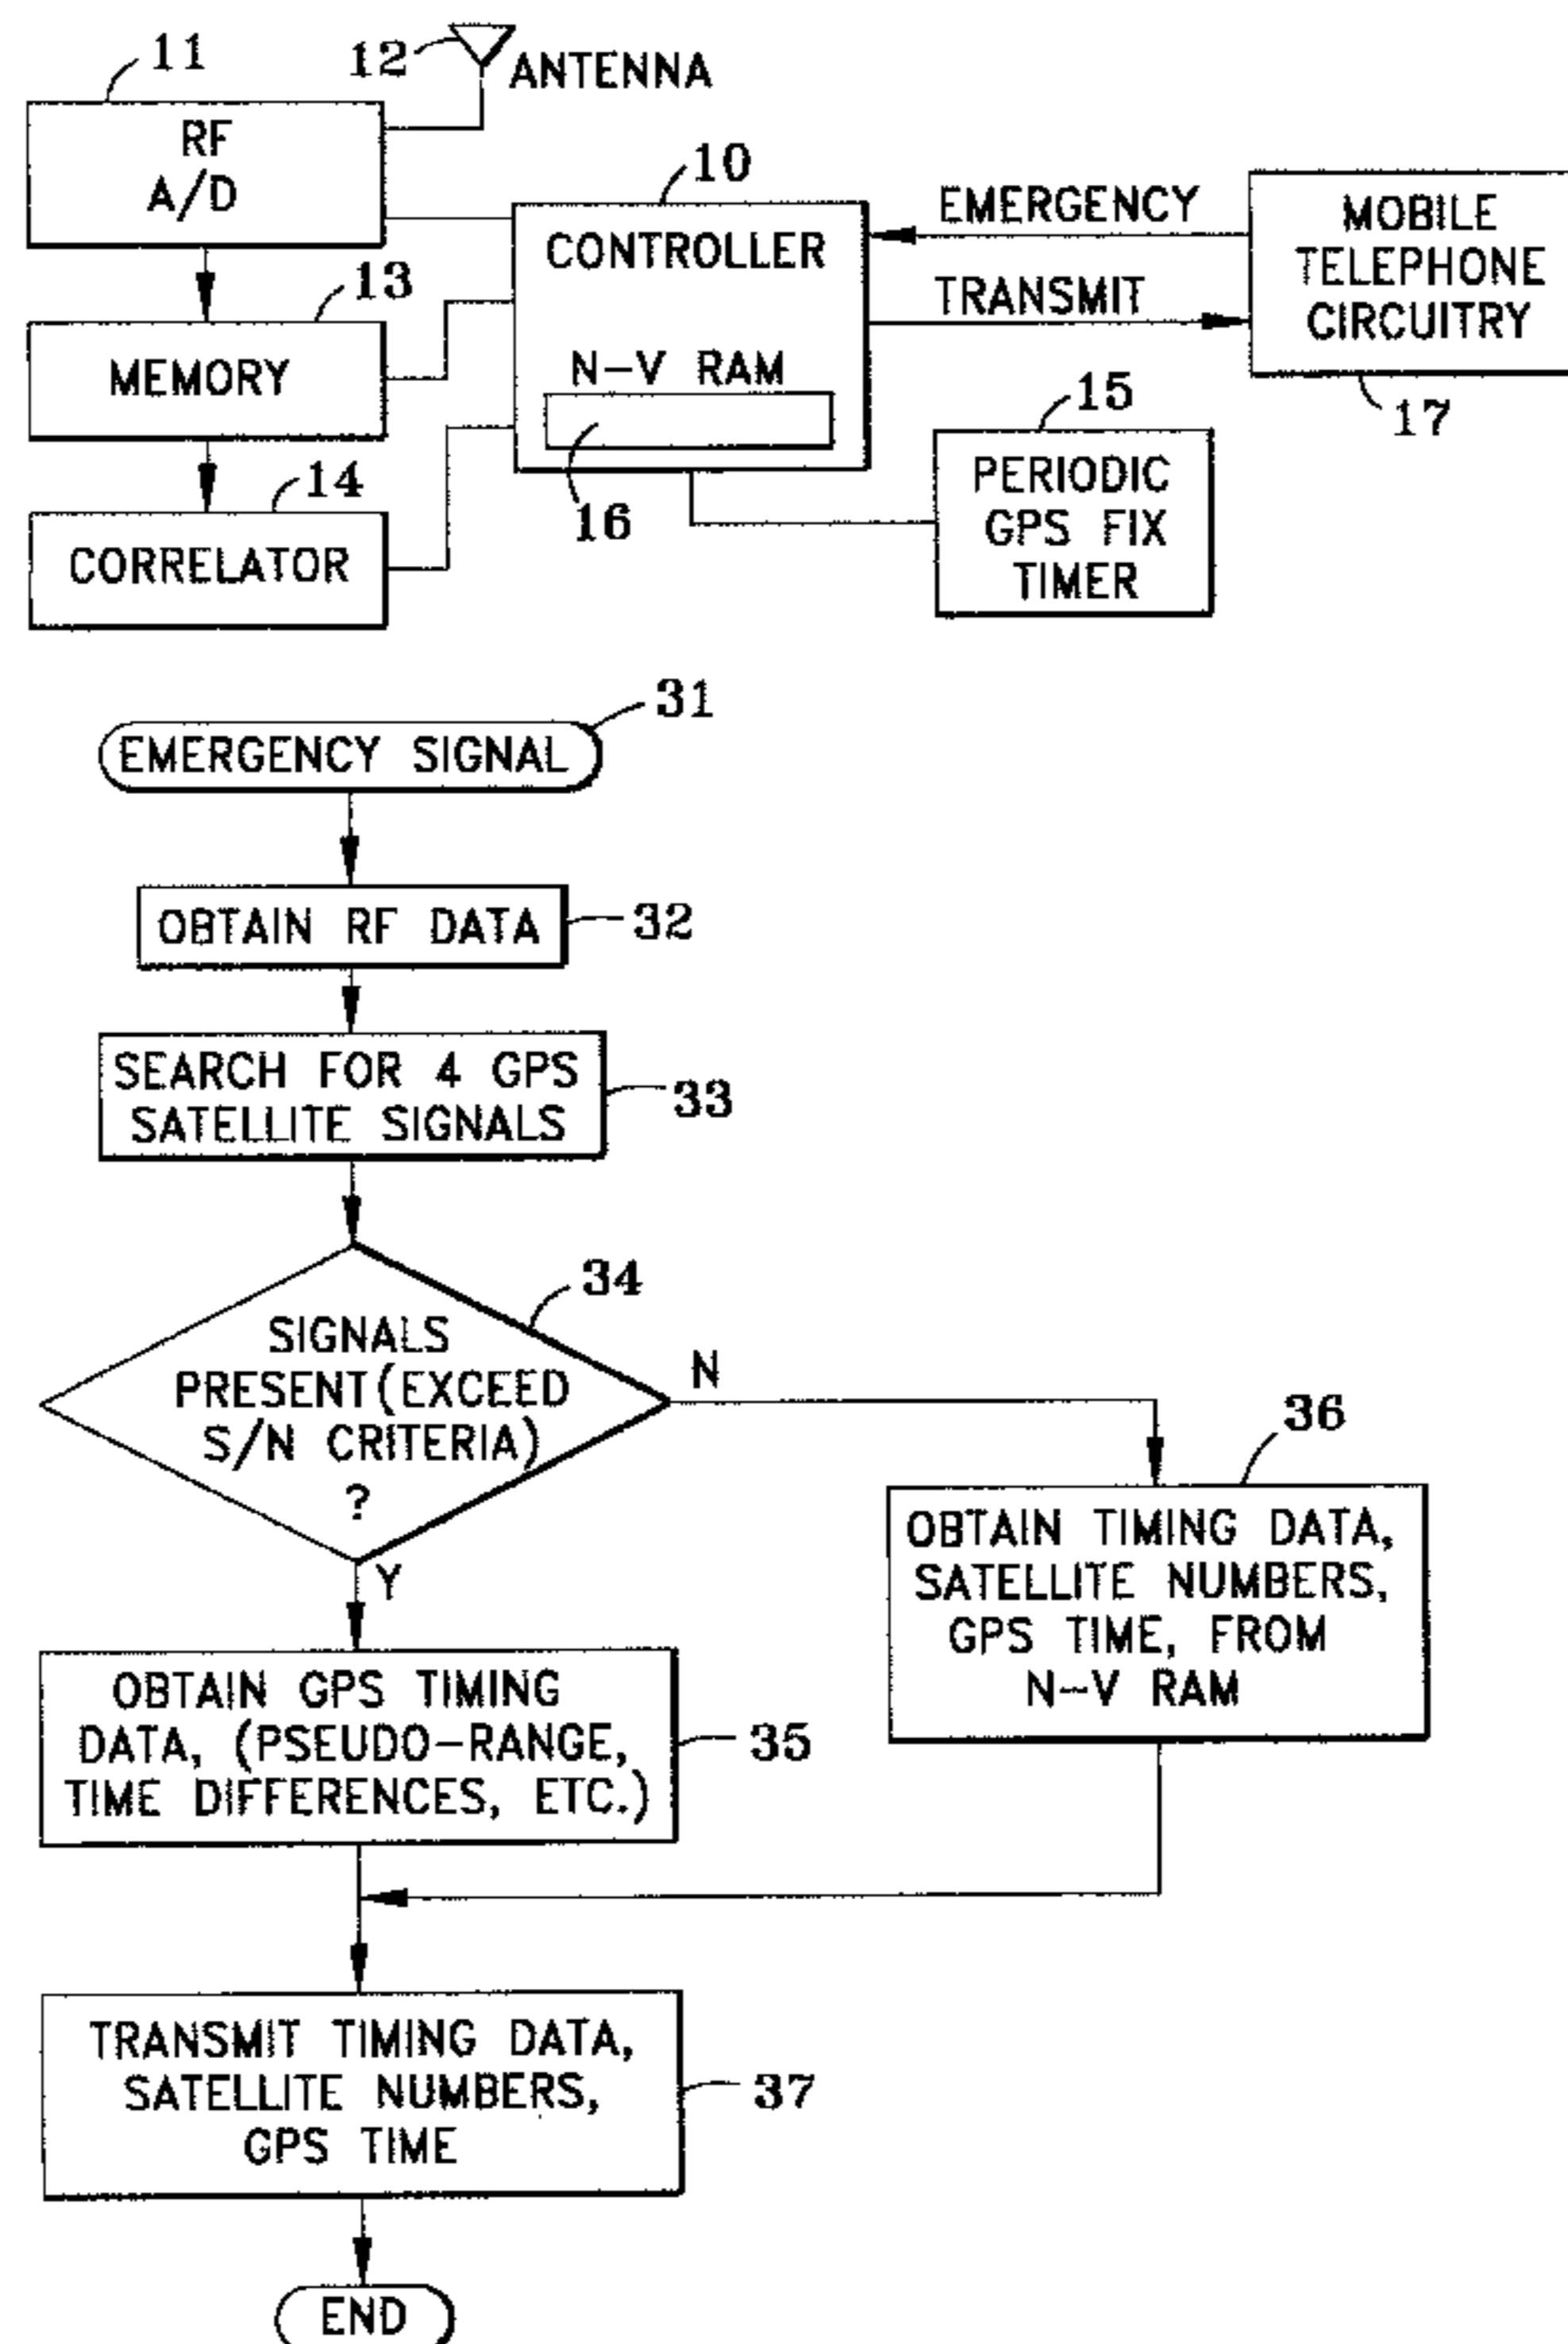 11
12
ANTENNA
RF
A/D
10
CONTROLLER
EMERGENCY
TRANSMIT
MOBILE
TELEPHONE
CIRCUITRY
17
13
MEMORY
N-V RAM
16
15
PERIODIC
GPS FIX
TIMER
14
CORRELATOR
31
EMERGENCY SIGNAL
OBTAIN RF DATA
32
SEARCH FOR 4 GPS
SATELLITE SIGNALS
33
34
SIGNALS
PRESENT(EXCEED
S/N CRITERIA)
?
N
Y
36
OBTAIN TIMING DATA,
SATELLITE NUMBERS,
GPS TIME, FROM
N-V RAM
OBTAIN GPS TIMING
DATA, (PSEUDO-RANGE,
TIME DIFFERENCES, ETC.)
35
TRANSMIT TIMING DATA,
SATELLITE NUMBERS,
GPS TIME
37
END